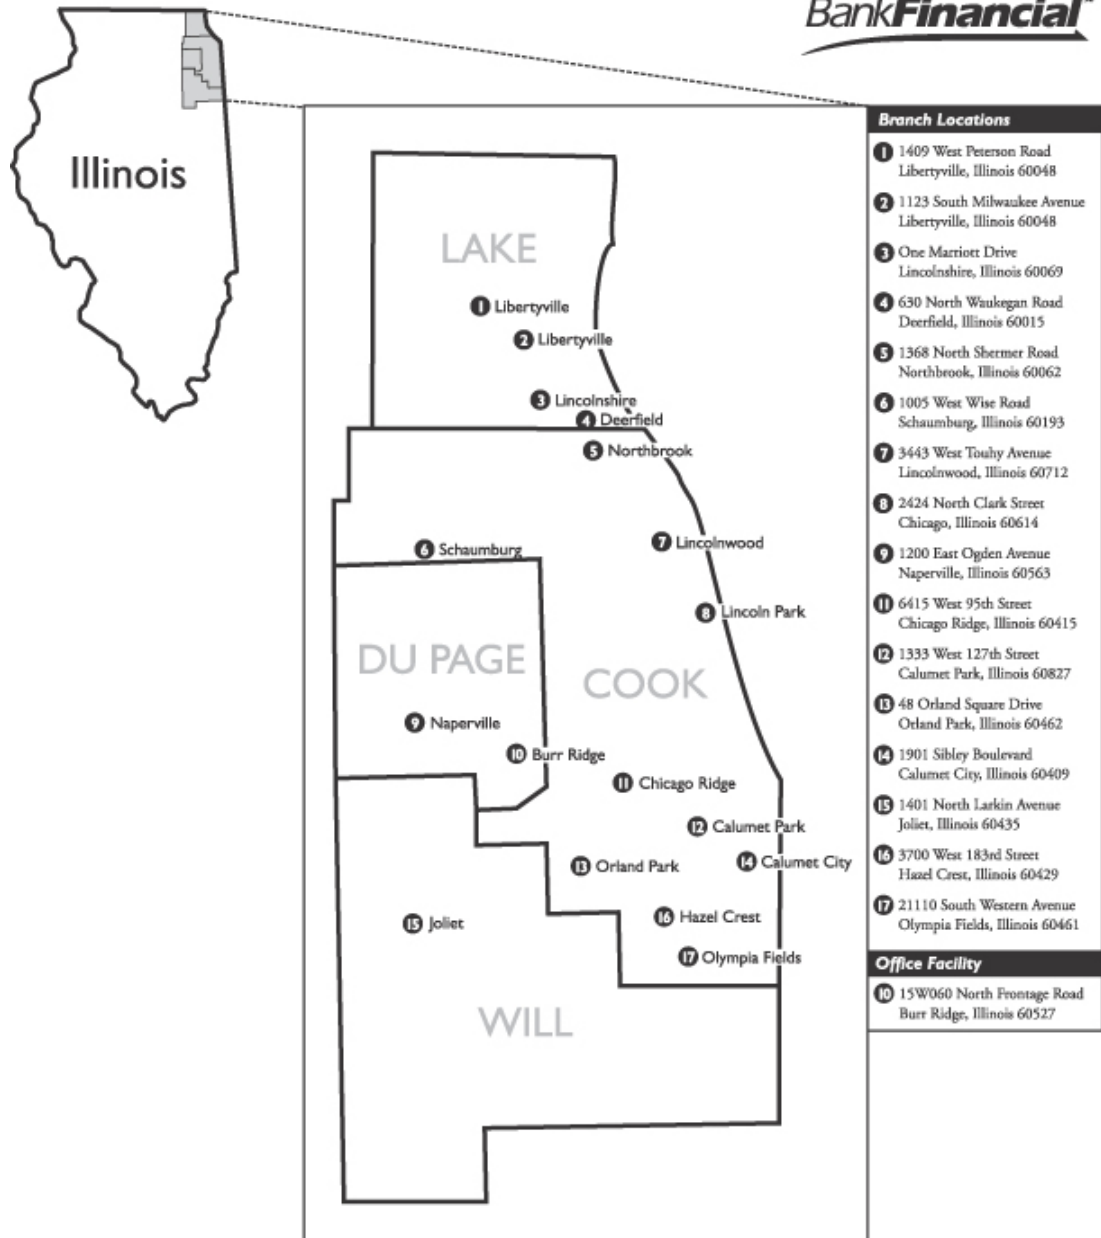 BankFinancial™
Illinois
LAKE
1 Libertyville
2 Libertyville
3 Lincolnshire
4 Deerfield
5 Northbrook
6 Schaumburg
7 Lincolnwood
8 Lincoln Park
DU PAGE
COOK
9 Naperville
10 Burr Ridge
11 Chicago Ridge
12 Calumet Park
13 Orland Park
14 Calumet City
15 Joliet
16 Hazel Crest
17 Olympia Fields
WILL
Branch Locations
1 1409 West Peterson Road
Libertyville, Illinois 60048
2 1123 South Milwaukee Avenue
Libertyville, Illinois 60048
3 One Marriott Drive
Lincolnshire, Illinois 60069
4 630 North Waukegan Road
Deerfield, Illinois 60015
5 1368 North Shermer Road
Northbrook, Illinois 60062
6 1005 West Wise Road
Schaumburg, Illinois 60193
7 3443 West Touhy Avenue
Lincolnwood, Illinois 60712
8 2424 North Clark Street
Chicago, Illinois 60614
9 1200 East Ogden Avenue
Naperville, Illinois 60563
11 6415 West 95th Street
Chicago Ridge, Illinois 60415
12 1333 West 127th Street
Calumet Park, Illinois 60827
13 48 Orland Square Drive
Orland Park, Illinois 60462
14 1901 Sibley Boulevard
Calumet City, Illinois 60409
15 1401 North Larkin Avenue
Joliet, Illinois 60435
16 3700 West 183rd Street
Hazel Crest, Illinois 60429
17 21110 South Western Avenue
Olympia Fields, Illinois 60461
Office Facility
10 15W060 North Frontage Road
Burr Ridge, Illinois 60527